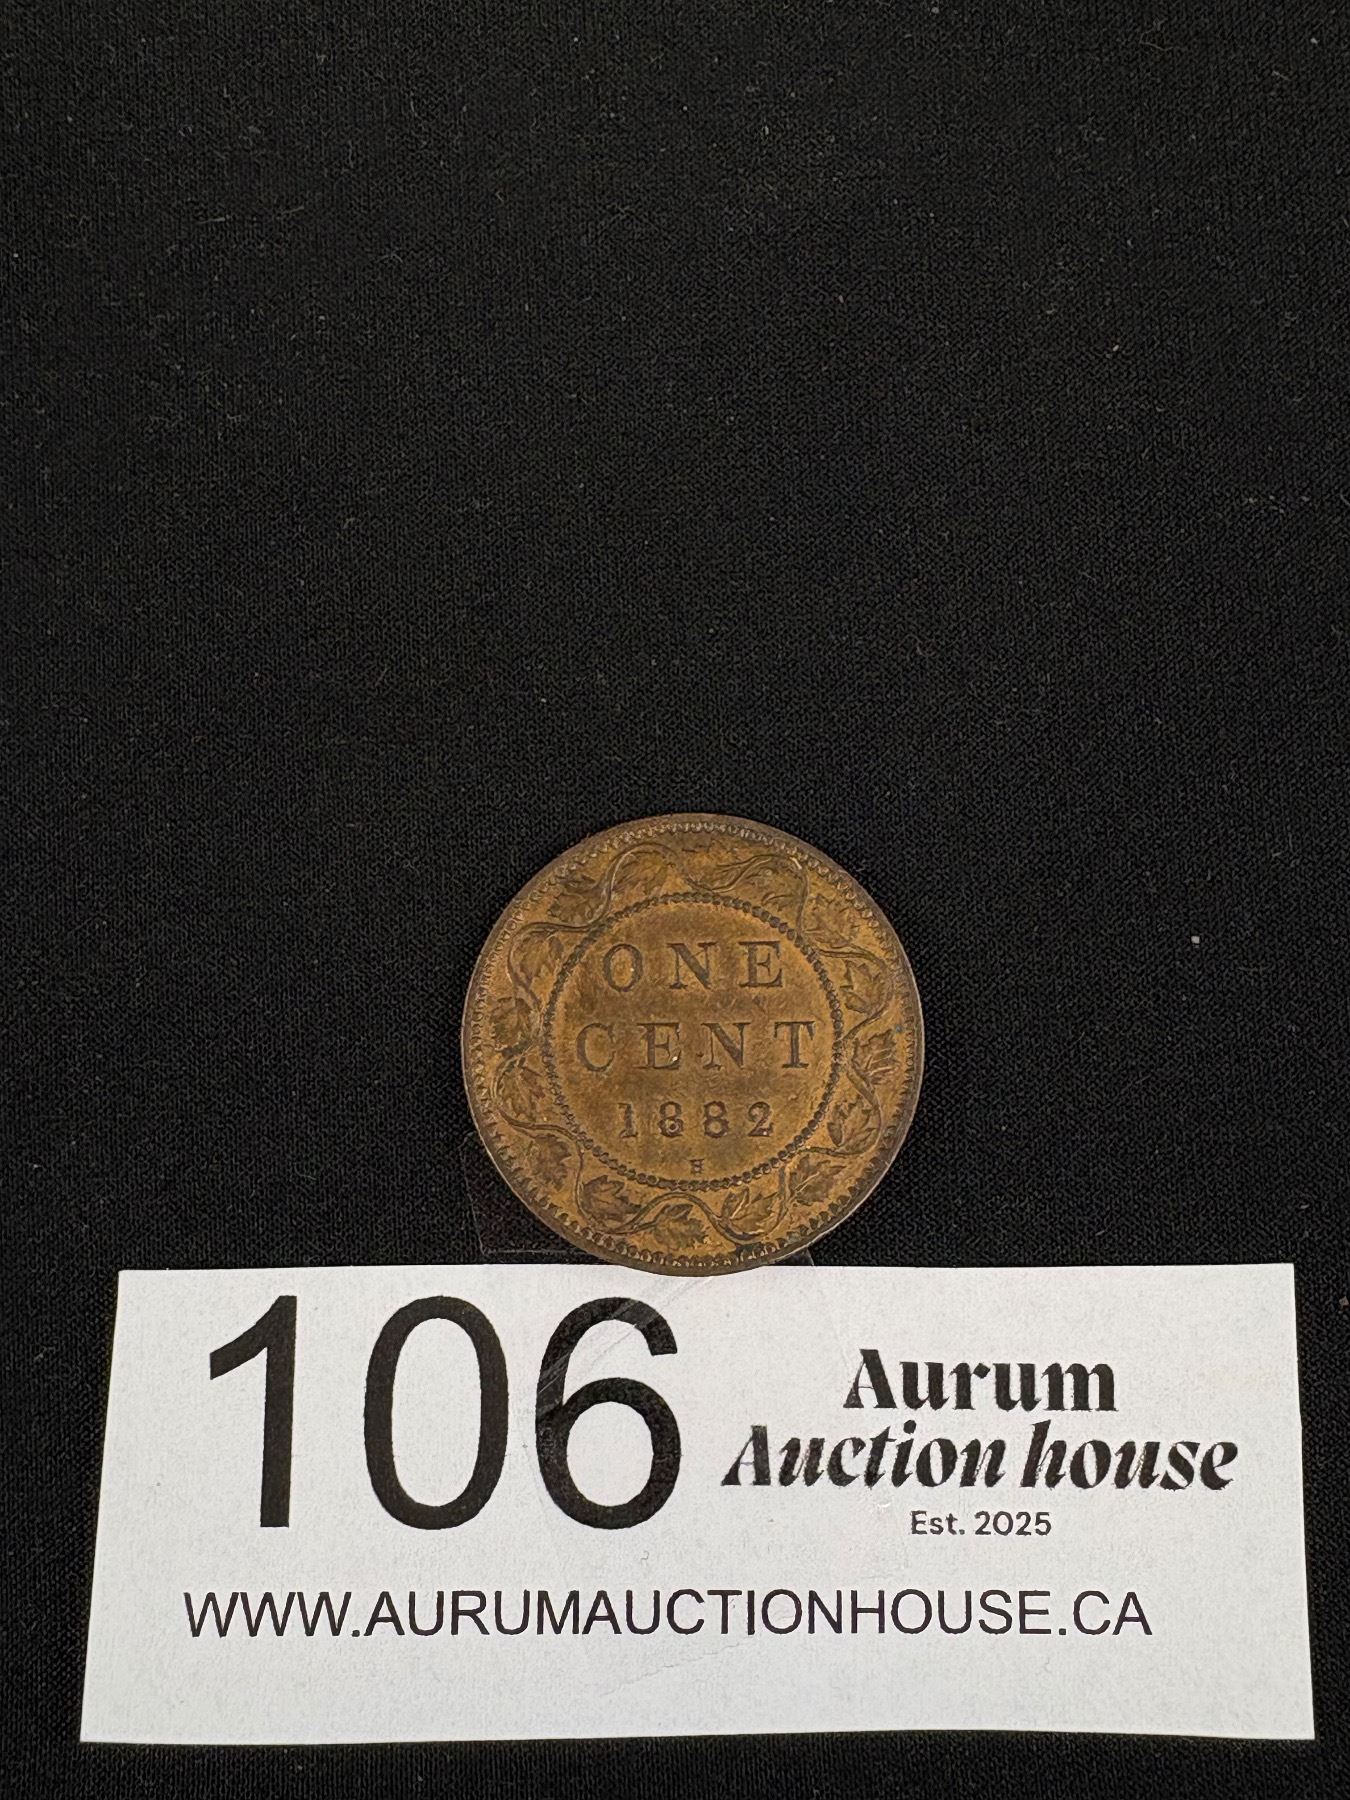 ONE
CENT
1882
H
106
Aurum
Auction house
Est. 2025
WWW.AURUMAUCTIONHOUSE.CA